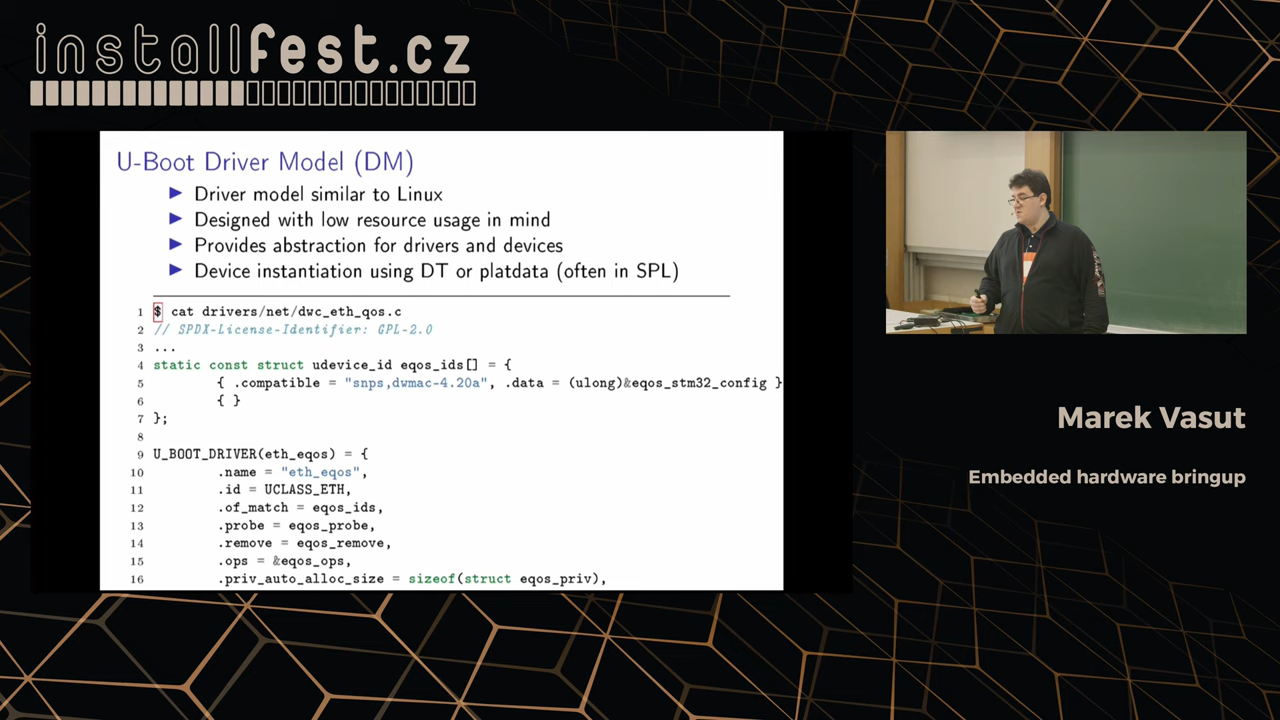 installfest.cz
U-Boot Driver Model (DM)
Driver model similar to Linux
Designed with low resource usage in mind
Provides abstraction for drivers and devices
Device instantiation using DT or platdata (often in SPL)
1 $ cat drivers/net/dwc_eth_qos.c
2 // SPDX-License-Identifier: GPL-2.0
3 ...
4 static const struct udevice_id eqos_ids[] = {
5 { .compatible = "snps,dwmac-4.20a", .data = (ulong)&eqos_stm32_config }
6 { }
7 };
8
9 U_BOOT_DRIVER(eth_eqos) = {
10 .name = "eth_eqos",
11 .id = UCLASS_ETH,
12 .of_match = eqos_ids,
13 .probe = eqos_probe,
14 .remove = eqos_remove,
15 .ops = &eqos_ops,
16 .priv_auto_alloc_size = sizeof(struct eqos_priv),
Marek Vasut
Embedded hardware bringup